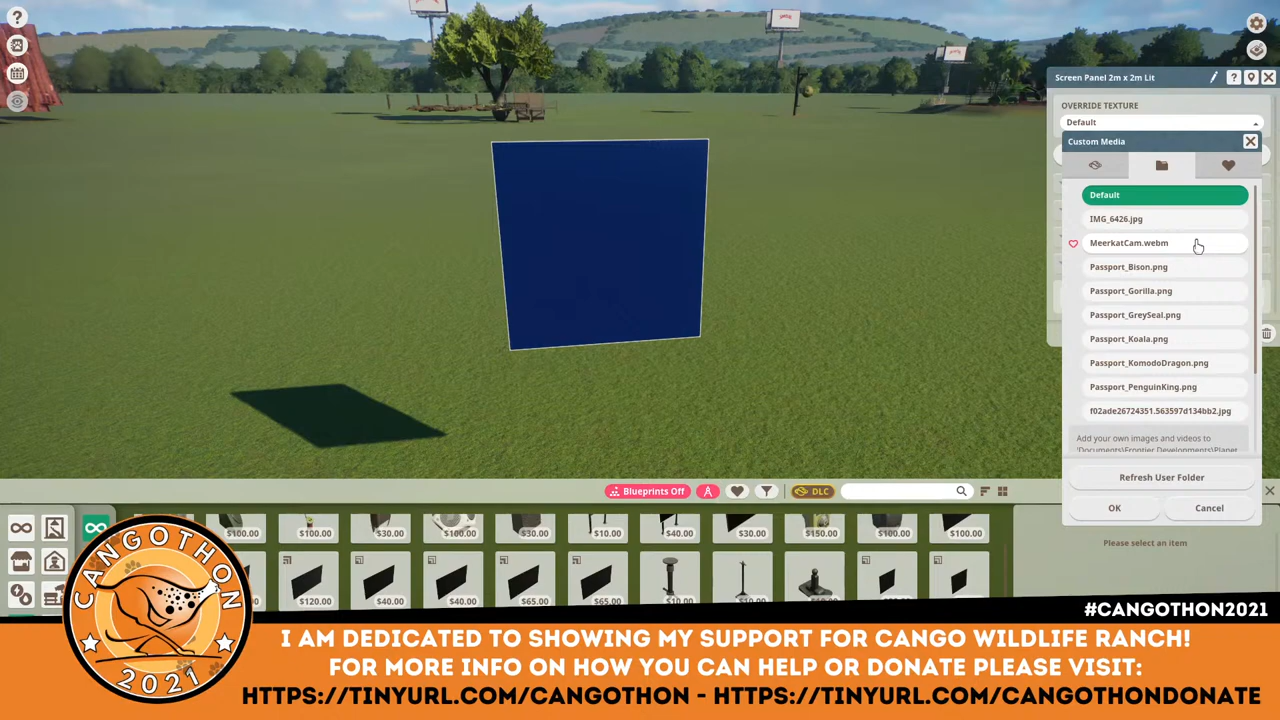 Screen Panel 2m x 2m Lit
OVERRIDE TEXTURE
Default
Custom Media
Default
IMG_6426.jpg
MeerkatCam.webm
Passport_Bison.png
Passport_Gorilla.png
Passport_GreySeal.png
Passport_Koala.png
Passport_KomodoDragon.png
Passport_PenguinKing.png
f02ade26724351.563597d134bb2.jpg
Add your own images and videos to
'Documents\Frontier Developments\Planet
Refresh User Folder
OK Cancel
Blueprints Off
DLC
$100.00 $100.00 $30.00 $100.00 $30.00 $10.00 $40.00 $30.00 $150.00 $100.00 $100.00
Please select an item
$120.00 $40.00 $40.00 $65.00 $65.00 $10.00
CANGOTHON
2021
#CANGOTHON2021
I AM DEDICATED TO SHOWING MY SUPPORT FOR CANGO WILDLIFE RANCH!
FOR MORE INFO ON HOW YOU CAN HELP OR DONATE PLEASE VISIT:
HTTPS://TINYURL.COM/CANGOTHON - HTTPS://TINYURL.COM/CANGOTHONDONATE